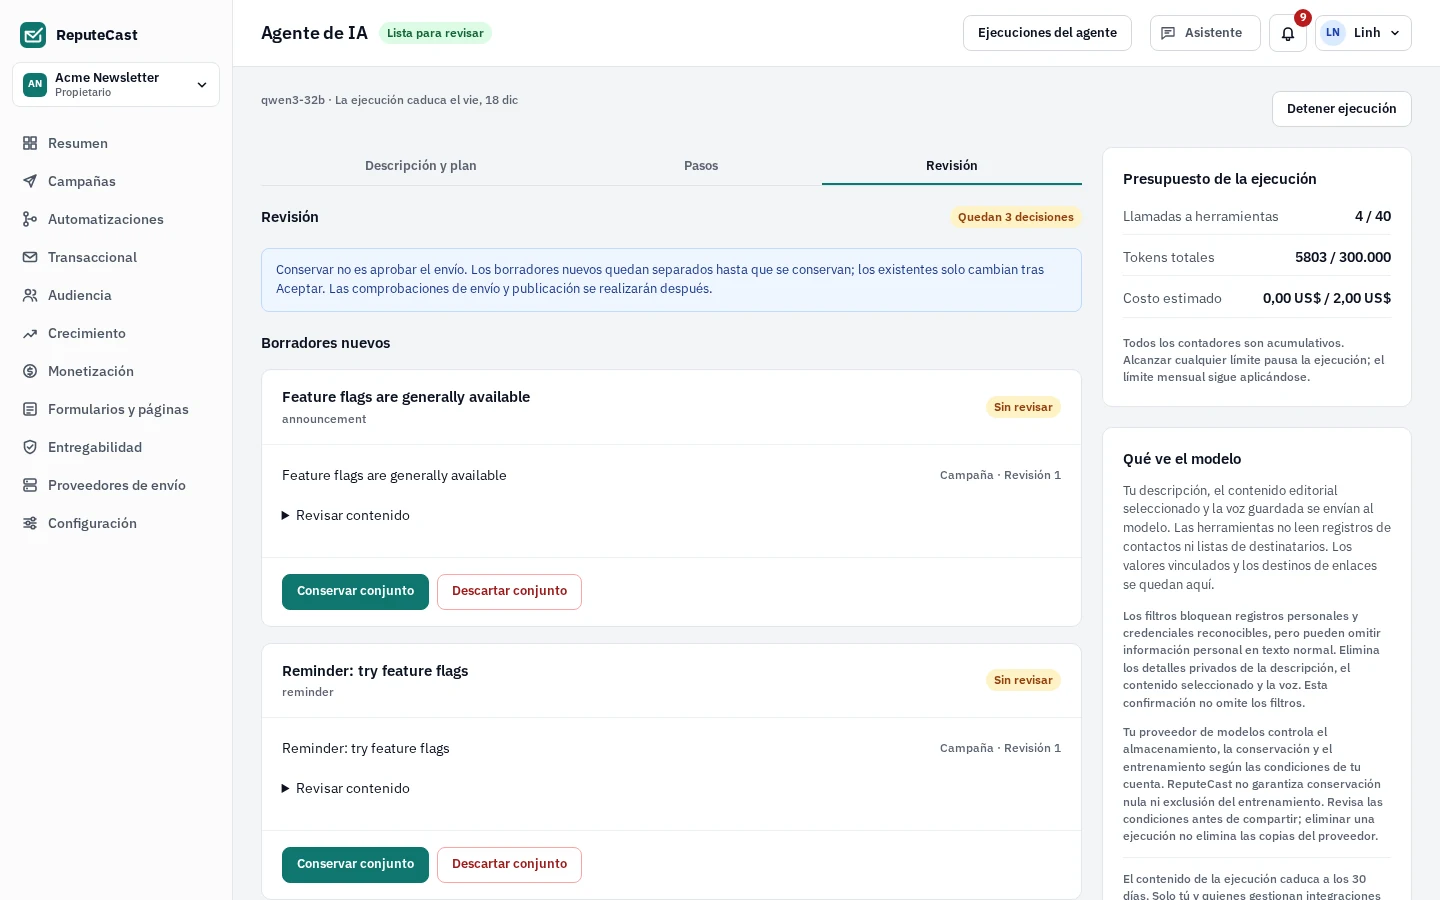 ReputeCast
AN
Acme Newsletter
Propietario
Resumen
Campañas
Automatizaciones
Transaccional
Audiencia
Crecimiento
Monetización
Formularios y páginas
Entregabilidad
Proveedores de envío
Configuración
Agente de IA
Lista para revisar
Ejecuciones del agente
Asistente
9
LN
Linh
qwen3-32b · La ejecución caduca el vie, 18 dic
Detener ejecución
Descripción y plan
Pasos
Revisión
Revisión
Quedan 3 decisiones
Conservar no es aprobar el envío. Los borradores nuevos quedan separados hasta que se conservan; los existentes solo cambian tras
Aceptar. Las comprobaciones de envío y publicación se realizarán después.
Borradores nuevos
Feature flags are generally available
announcement
Sin revisar
Feature flags are generally available
Campaña · Revisión 1
Revisar contenido
Conservar conjunto
Descartar conjunto
Reminder: try feature flags
reminder
Sin revisar
Reminder: try feature flags
Campaña · Revisión 1
Revisar contenido
Conservar conjunto
Descartar conjunto
Presupuesto de la ejecución
Llamadas a herramientas
4 / 40
Tokens totales
5803 / 300.000
Costo estimado
0,00 US$ / 2,00 US$
Todos los contadores son acumulativos.
Alcanzar cualquier límite pausa la ejecución; el
límite mensual sigue aplicándose.
Qué ve el modelo
Tu descripción, el contenido editorial
seleccionado y la voz guardada se envían al
modelo. Las herramientas no leen registros de
contactos ni listas de destinatarios. Los
valores vinculados y los destinos de enlaces
se quedan aquí.
Los filtros bloquean registros personales y
credenciales reconocibles, pero pueden omitir
información personal en texto normal. Elimina
los detalles privados de la descripción, el
contenido seleccionado y la voz. Esta
confirmación no omite los filtros.
Tu proveedor de modelos controla el
almacenamiento, la conservación y el
entrenamiento según las condiciones de tu
cuenta. ReputeCast no garantiza conservación
nula ni exclusión del entrenamiento. Revisa las
condiciones antes de compartir; eliminar una
ejecución no elimina las copias del proveedor.
El contenido de la ejecución caduca a los 30
días. Solo tú y quienes gestionan integraciones